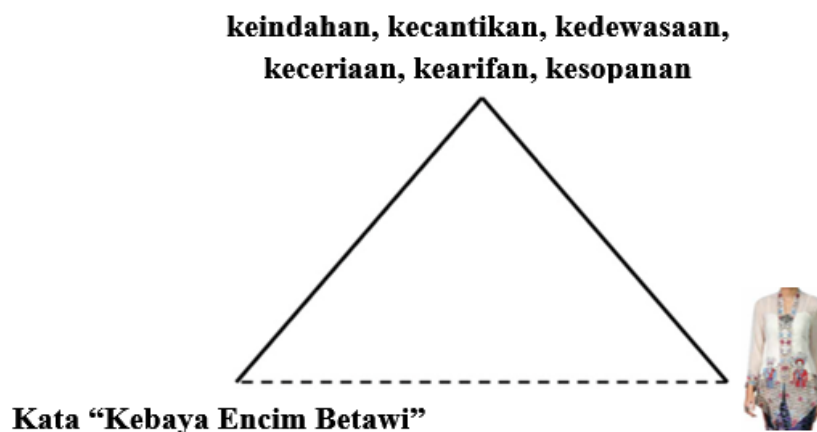 keindahan, kecantikan, kedewasaan,
keceriaan, kearifan, kesopanan
Kata “Kebaya Encim Betawi”